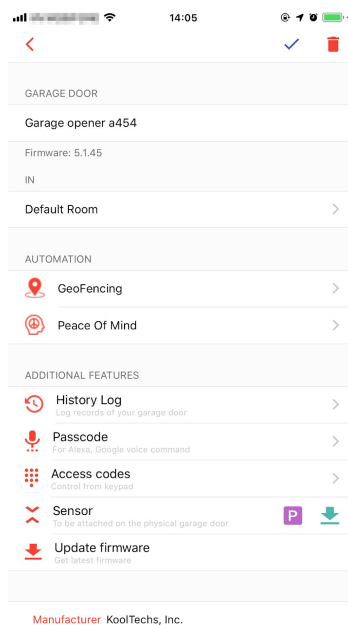 14:05
GARAGE DOOR
Garage opener a454
Firmware: 5.1.45
IN
Default Room
AUTOMATION
GeoFencing
Peace Of Mind
ADDITIONAL FEATURES
History Log
Log records of your garage door
Passcode
For Alexa, Google voice command
Access codes
Control from keypad
Sensor
To be attached on the physical garage door
P
Update firmware
Get latest firmware
Manufacturer KoolTechs, Inc.